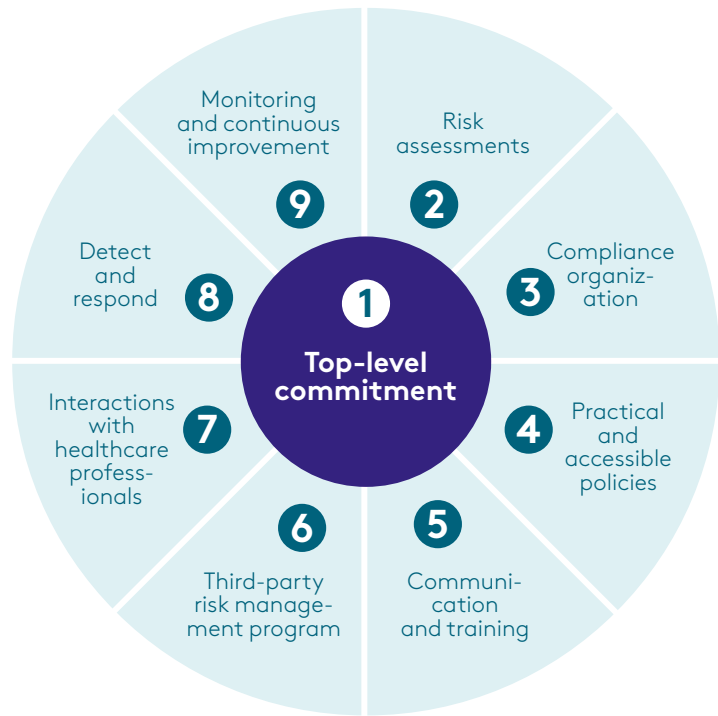 1
Top-level
commitment
Risk
assessments
2
Compliance
organiz-
ation
3
Practical
and
accessible
policies
4
5
Communi-
cation
and training
6
Third-party
risk manage-
ment program
Interactions
with
healthcare
profess-
ionals
7
Detect
and
respond
8
Monitoring
and continuous
improvement
9